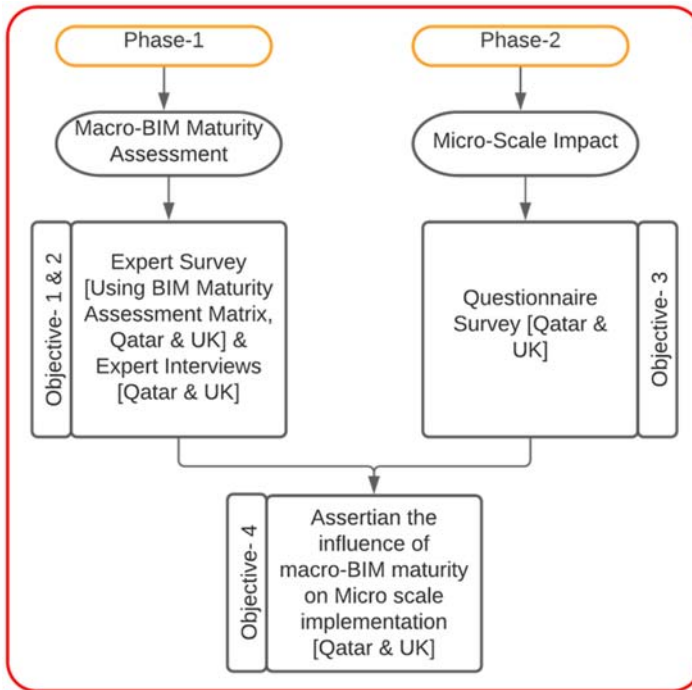 Phase-1
Phase-2
Macro-BIM Maturity
Assessment
Micro-Scale Impact
Objective- 1 & 2
Expert Survey
[Using BIM Maturity
Assessment Matrix,
Qatar & UK] &
Expert Interviews
[Qatar & UK]
Questionnaire
Survey [Qatar &
UK]
Objective- 3
Objective- 4
Assertian the
influence of
macro-BIM maturity
on Micro scale
implementation
[Qatar & UK]